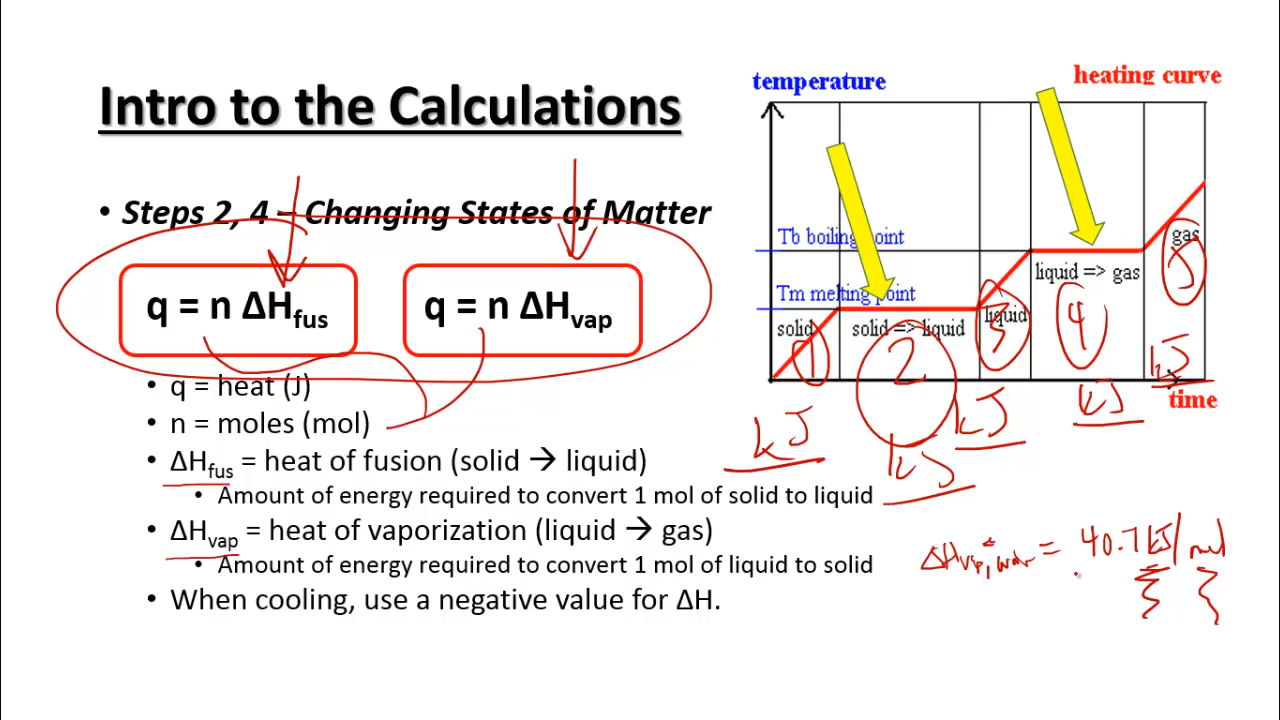 Intro to the Calculations
• Steps 2, 4 – Changing States of Matter
q = n ΔHfus
q = n ΔHvap
• q = heat (J)
• n = moles (mol)
• ΔHfus = heat of fusion (solid → liquid)
• Amount of energy required to convert 1 mol of solid to liquid
• ΔHvap = heat of vaporization (liquid → gas)
• Amount of energy required to convert 1 mol of liquid to solid
• When cooling, use a negative value for ΔH.
temperature
heating curve
Tb boiling point
Tm melting point
solid
solid => liquid
liquid
liquid => gas
gas
time
1
2
3
4
5
kJ
kJ
kJ
kJ
kJ
ΔHvap, water = 40.7 kJ/mol